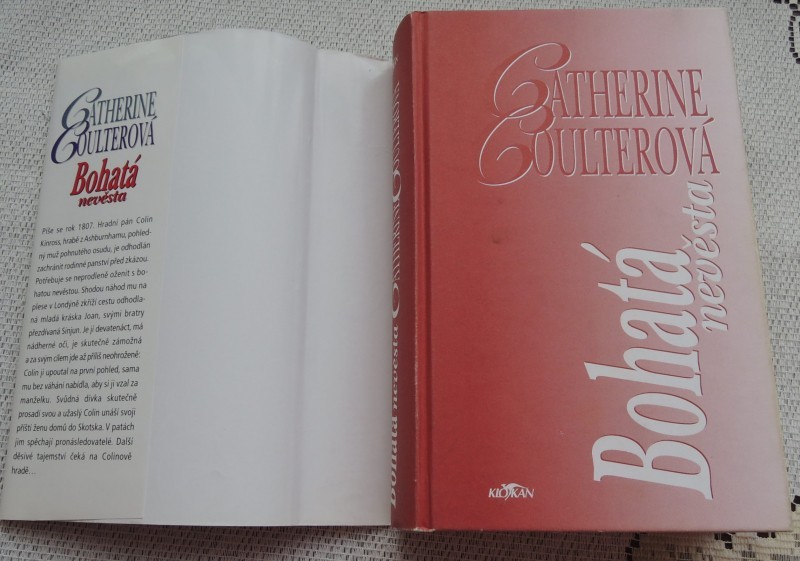 CATHERINE
COULTEROVÁ
Bohatá
nevěsta
Píše se rok 1807. Hradní pán Colin
Kinross, hrabě z Ashburnhamu, pohled-
ný muž pohnutého osudu, je odhodlán
zachránit rodinné panství před zkázou.
Potřebuje se neprodleně oženit s bo-
hatou nevěstou. Shodou náhod mu na
plese v Londýně zkříží cestu odhodla-
ná mladá kráska Joan, svými bratry
přezdívaná Sinjun. Je jí devatenáct, má
nádherné oči, je skutečně zámožná
a za svým cílem jde až příliš neohroženě:
Colin ji upoutal na první pohled, sama
mu bez váhání nabídla, aby si ji vzal za
manželku. Svůdná dívka skutečně
prosadí svou a užaslý Colin unáší svoji
příští ženu domů do Skotska. V patách
jim spěchají pronásledovatelé. Další
děsivé tajemství čeká na Colinově
hradě...
Bohatá nevěsta CATHERINE COULTEROVÁ
CATHERINE
COULTEROVÁ
Bohatá
nevěsta
KLOKAN